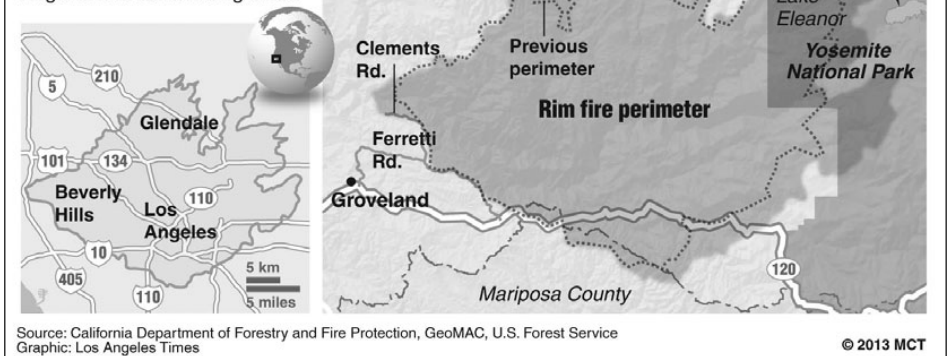 210
5
Glendale
101
134
Beverly
Hills
110
Los
Angeles
10
405
110
5 km
5 miles
Clements
Rd.
Previous
perimeter
Eleanor
Yosemite
National Park
Rim fire perimeter
Ferretti
Rd.
Groveland
120
Mariposa County
Source: California Department of Forestry and Fire Protection, GeoMAC, U.S. Forest Service
Graphic: Los Angeles Times
© 2013 MCT